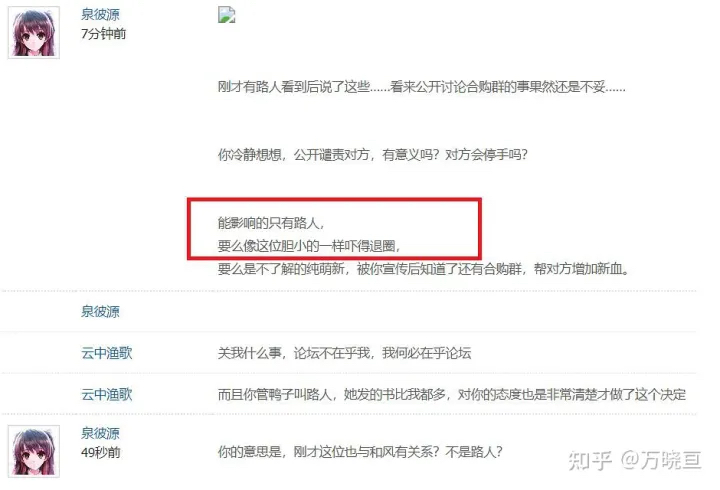 泉彼源
7分钟前
刚才有路人看到后说了这些......看来公开讨论合购群的事果然还是不妥......
你冷静想想，公开谴责对方，有意义吗？对方会停手吗？
能影响的只有路人，
要么像这位胆小的一样吓得退圈，
要么是不了解的纯萌新，被你宣传后知道了还有合购群，帮对方增加新血。
泉彼源
云中渔歌
关我什么事，论坛不在乎我，我何必在乎论坛
云中渔歌
而且你管鸭子叫路人，她发的书比我都多，对你的态度也是非常清楚才做了这个决定
泉彼源
49秒前
你的意思是，刚才这位也与和风有关系？不是路人？
知乎 @万晓亘